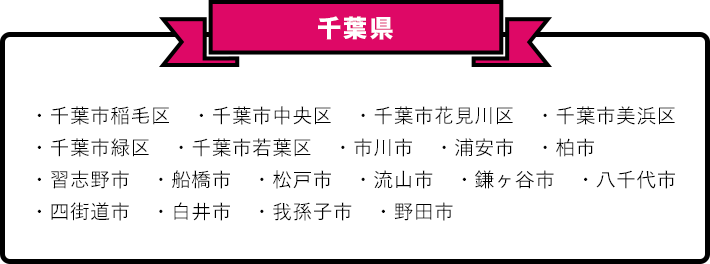 千葉県
・千葉市稲毛区　・千葉市中央区　・千葉市花見川区　・千葉市美浜区
・千葉市緑区　・千葉市若葉区　・市川市　・浦安市　・柏市
・習志野市　・船橋市　・松戸市　・流山市　・鎌ヶ谷市　・八千代市
・四街道市　・白井市　・我孫子市　・野田市